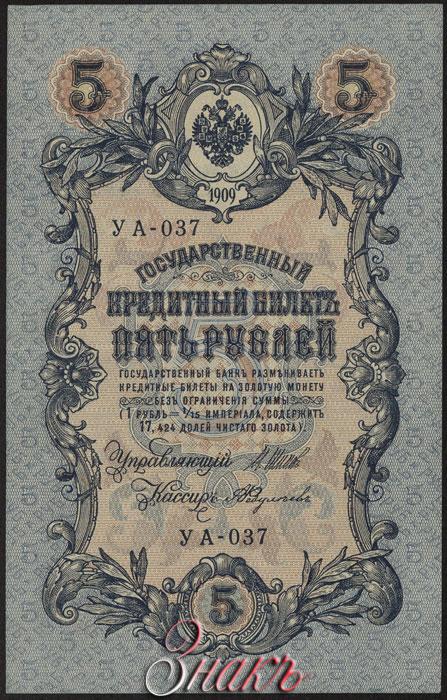 5 5
1909
УА-037
ГОСУДАРСТВЕННЫЙ
КРЕДИТНЫЙ БИЛЕТЪ
ПЯТЬ РУБЛЕЙ
ГОСУДАРСТВЕННЫЙ БАНКЪ РАЗМѢНИВАЕТЪ
КРЕДИТНЫЕ БИЛЕТЫ НА ЗОЛОТУЮ МОНЕТУ
БЕЗЪ ОГРАНИЧЕНІЯ СУММЫ
(1 РУБЛЬ = 1/15 ИМПЕРІАЛА, СОДЕРЖИТЪ
17,424 ДОЛЕЙ ЧИСТАГО ЗОЛОТА).
Управляющій
Кассиръ
УА-037
5
Знакъ